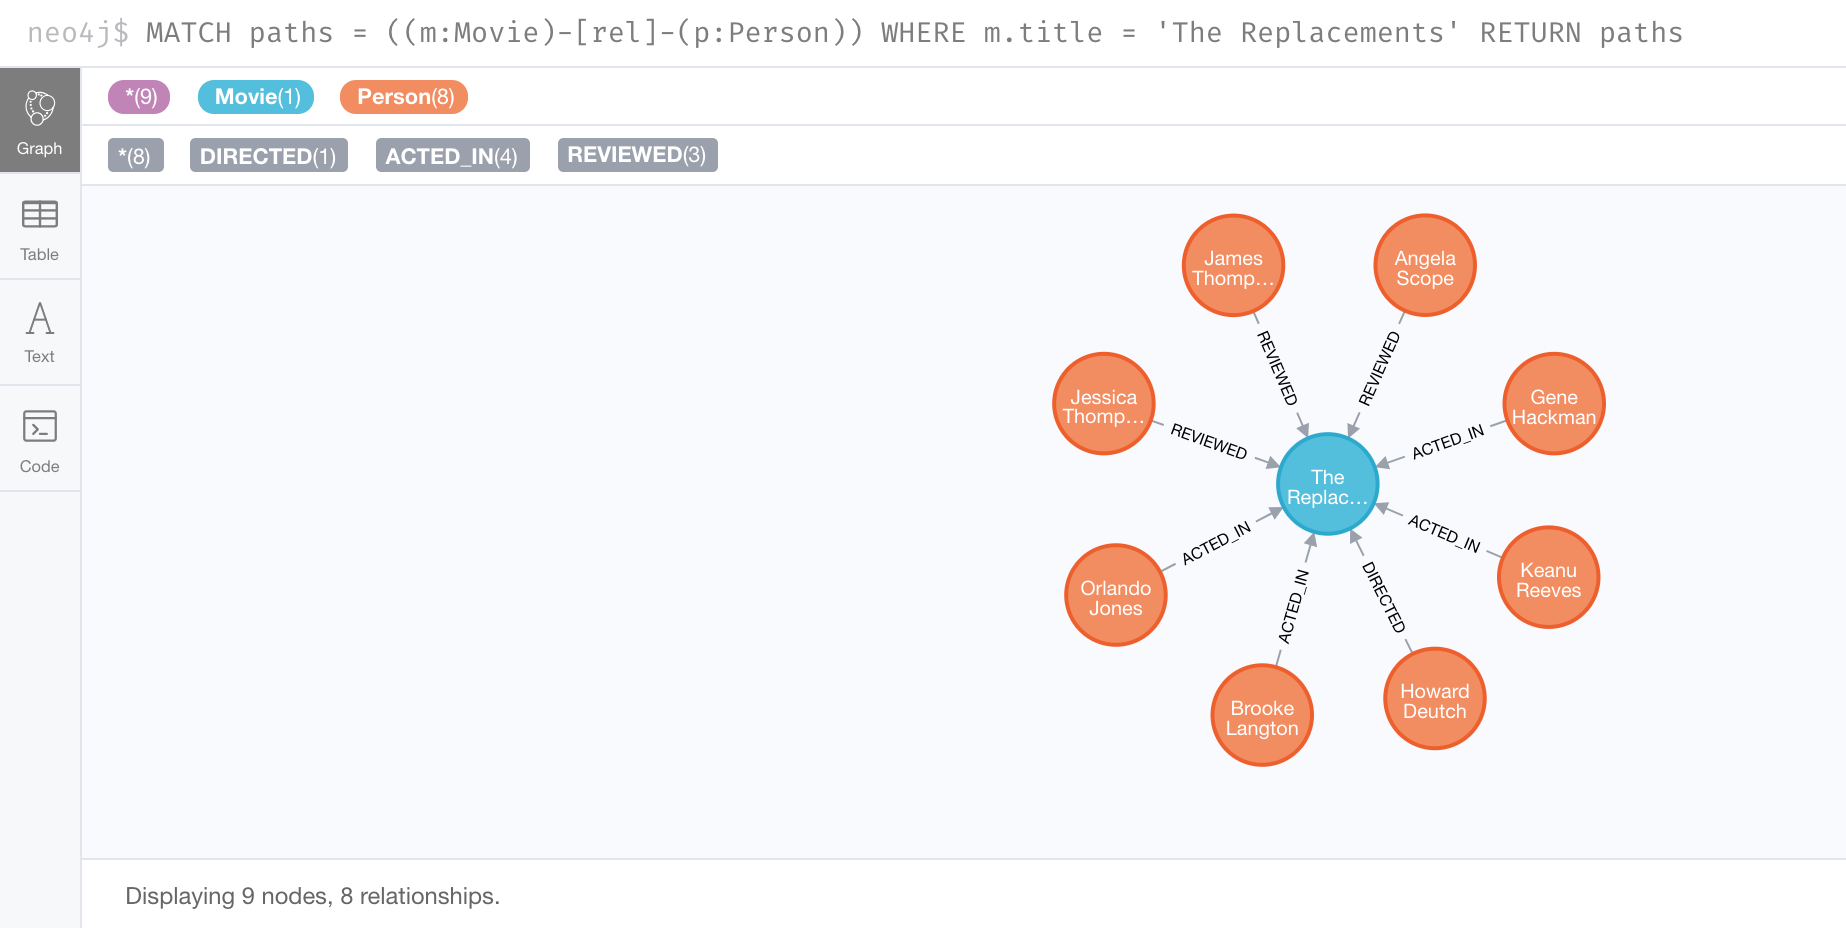 neo4j$ MATCH paths = ((m:Movie)-[rel]-(p:Person)) WHERE m.title = 'The Replacements' RETURN paths
*(9) Movie(1) Person(8)
*(8) DIRECTED(1) ACTED_IN(4) REVIEWED(3)
Graph
Table
Text
Code
James
Thomp...
Angela
Scope
REVIEWED
REVIEWED
Jessica
Thomp...
Gene
Hackman
REVIEWED
ACTED_IN
The
Replac...
ACTED_IN
ACTED_IN
Orlando
Jones
Keanu
Reeves
ACTED_IN
DIRECTED
Brooke
Langton
Howard
Deutch
Displaying 9 nodes, 8 relationships.